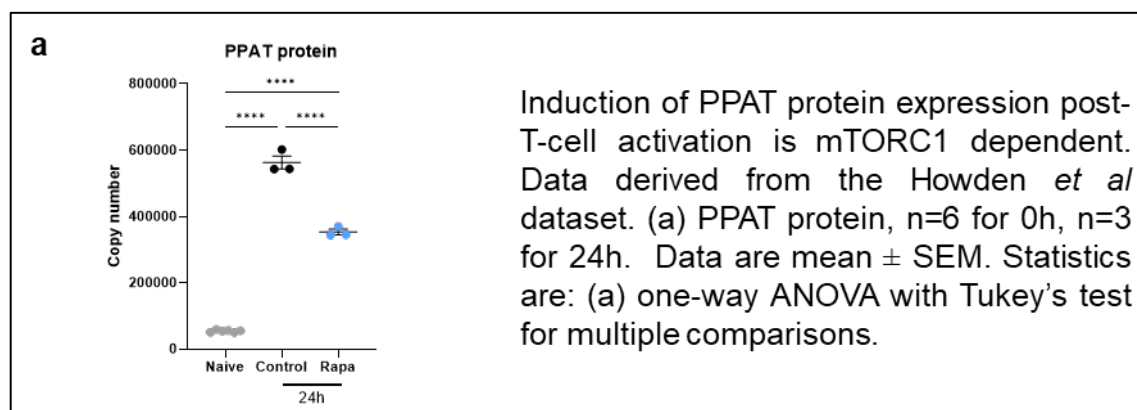 a
PPAT protein
800000
600000
400000
200000
0
Copy number
****
**** ****
Naive Control Rapa
24h
Induction of PPAT protein expression post-
T-cell activation is mTORC1 dependent.
Data derived from the Howden et al
dataset. (a) PPAT protein, n=6 for 0h, n=3
for 24h. Data are mean ± SEM. Statistics
are: (a) one-way ANOVA with Tukey’s test
for multiple comparisons.